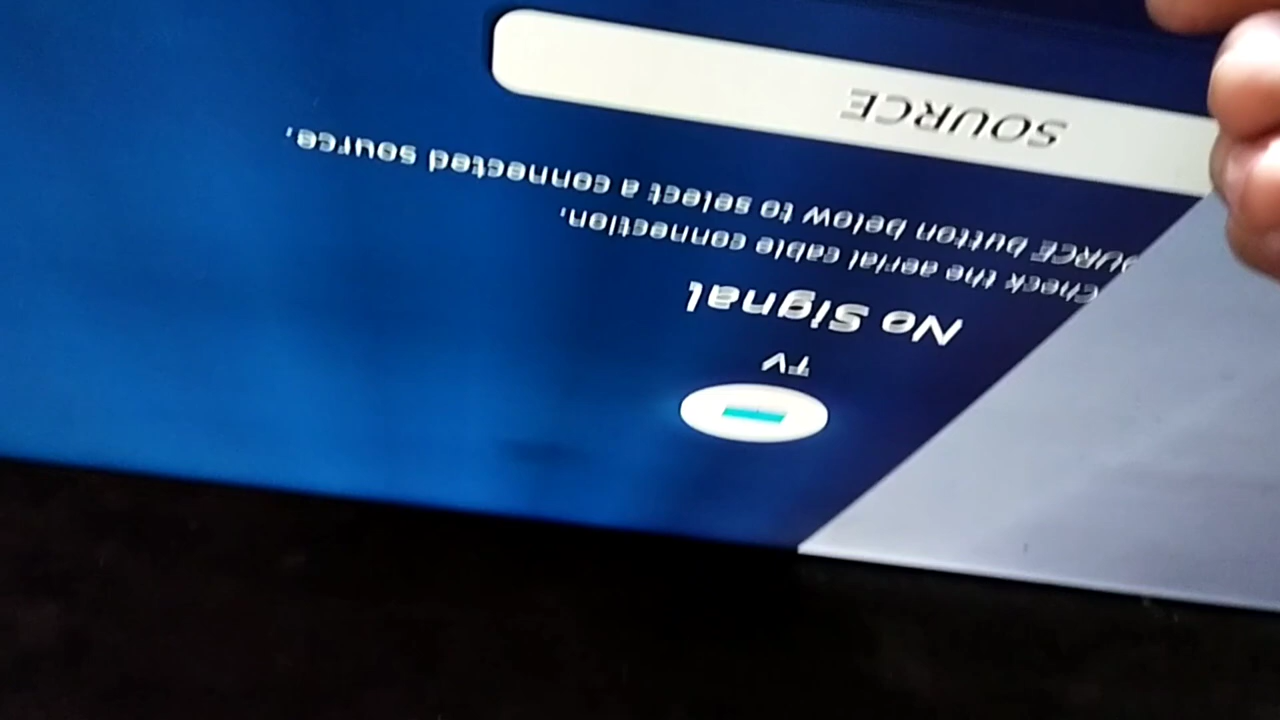 TV
No Signal
Check the aerial cable connection.
button below to select a connected source.
SOURCE